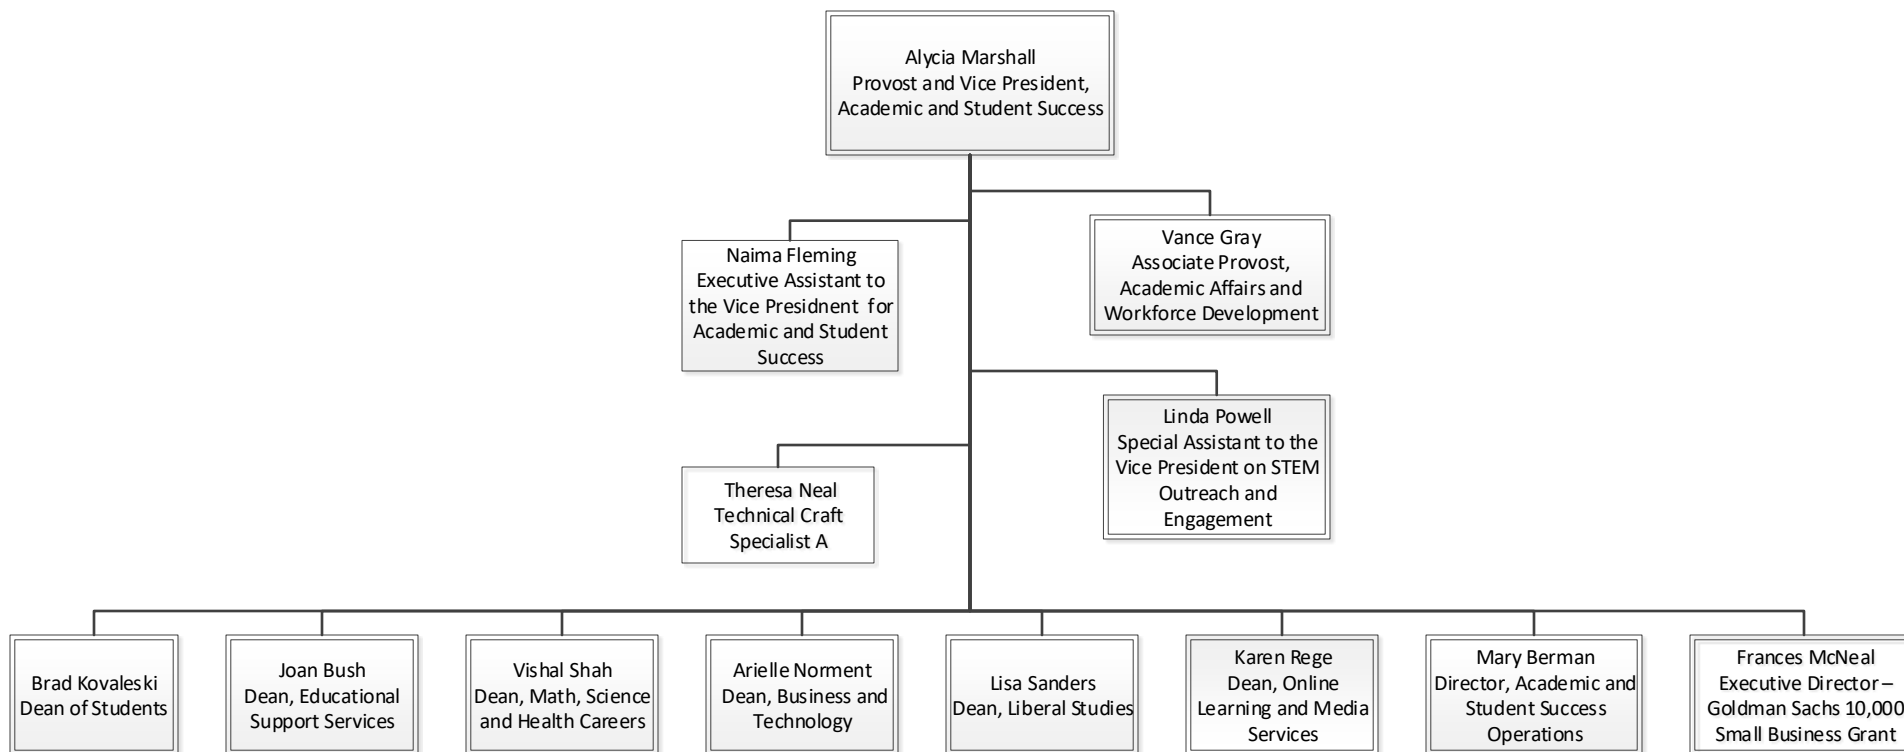 Alycia Marshall
Provost and Vice President,
Academic and Student Success
Vance Gray
Associate Provost,
Academic Affairs and
Workforce Development
Naima Fleming
Executive Assistant to
the Vice Presidnent for
Academic and Student
Success
Linda Powell
Special Assistant to the
Vice President on STEM
Outreach and
Engagement
Theresa Neal
Technical Craft
Specialist A
Brad Kovaleski
Dean of Students
Joan Bush
Dean, Educational
Support Services
Vishal Shah
Dean, Math, Science
and Health Careers
Arielle Norment
Dean, Business and
Technology
Lisa Sanders
Dean, Liberal Studies
Karen Rege
Dean, Online
Learning and Media
Services
Mary Berman
Director, Academic and
Student Success
Operations
Frances McNeal
Executive Director –
Goldman Sachs 10,000
Small Business Grant